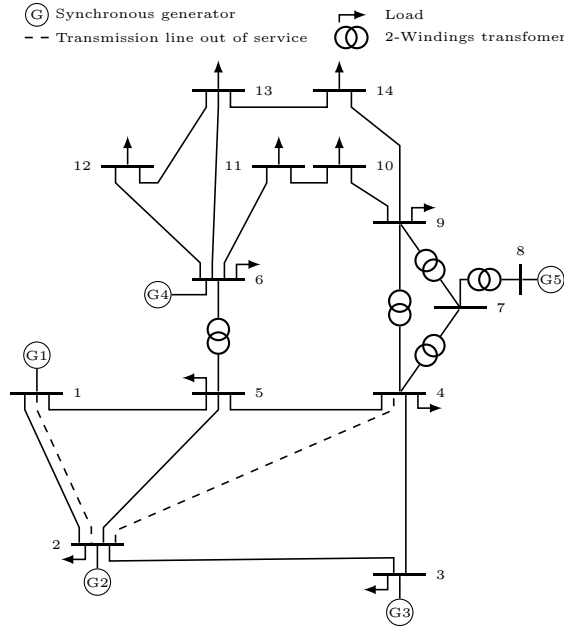 G Synchronous generator
Load
Transmission line out of service
2-Windings transfomer
13
14
12
11
10
9
8
6
G4
G5
7
G1
1
5
4
2
G2
3
G3